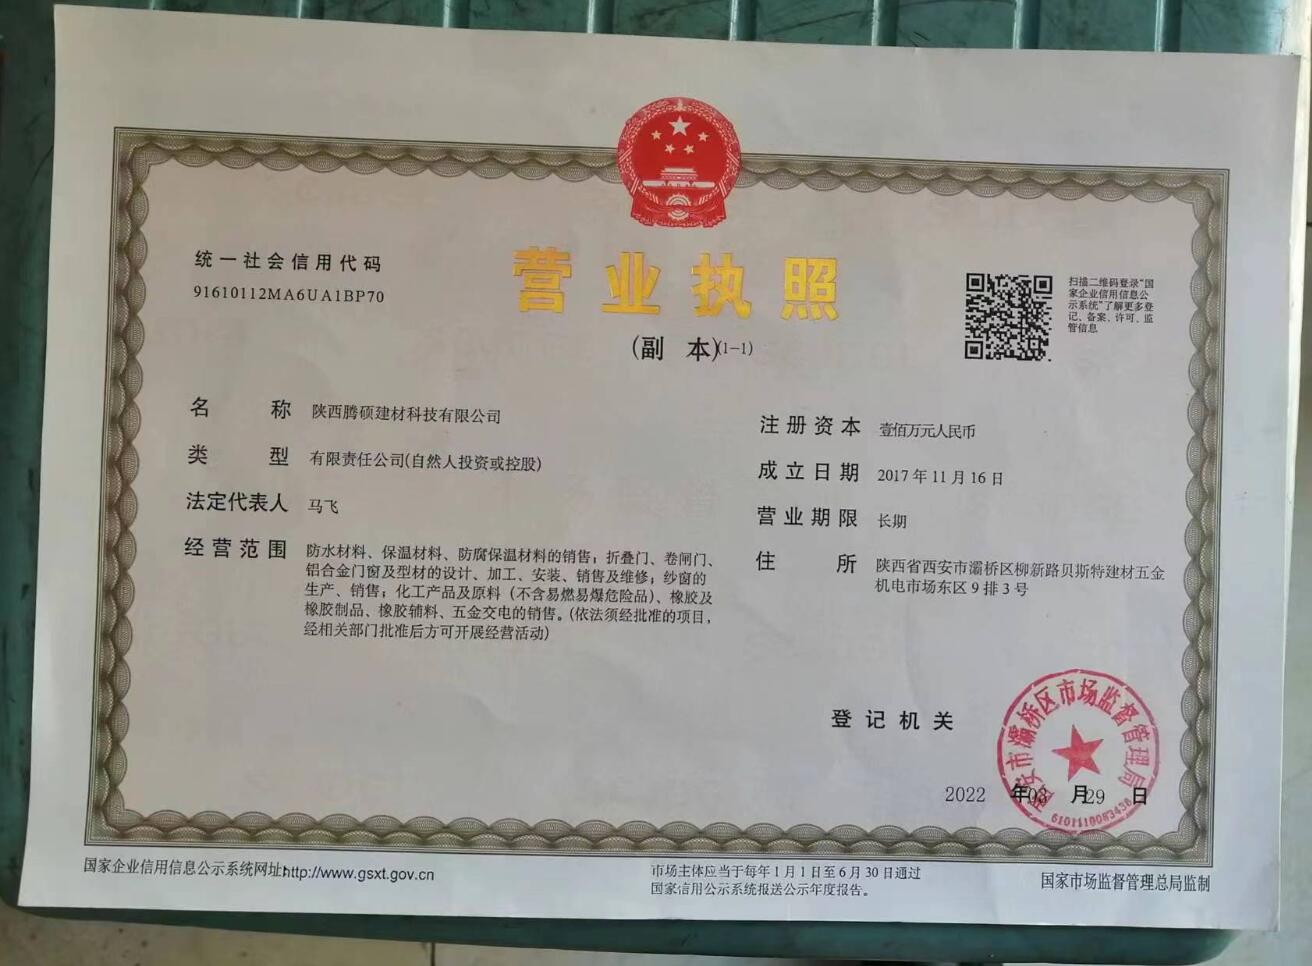 统一社会信用代码
91610112MA6UA1BP70
营业执照
(副 本)(1-1)
扫描二维码登录“国
家企业信用信息公
示系统”了解更多登
记、备案、许可、监
管信息
名 称 陕西腾硕建材科技有限公司
类 型 有限责任公司(自然人投资或控股)
法定代表人 马飞
经营范围 防水材料、保温材料、防腐保温材料的销售；折叠门、卷闸门、
铝合金门窗及型材的设计、加工、安装、销售及维修；纱窗的
生产、销售；化工产品及原料（不含易燃易爆危险品）、橡胶及
橡胶制品、橡胶辅料、五金交电的销售。(依法须经批准的项目，
经相关部门批准后方可开展经营活动)
注册资本 壹佰万元人民币
成立日期 2017年11月16日
营业期限 长期
住 所 陕西省西安市灞桥区柳新路贝斯特建材五金
机电市场东区9排3号
登记机关
西安市灞桥区市场监督管理局
6101110083438
2022 年03 月29 日
国家企业信用信息公示系统网址:http://www.gsxt.gov.cn
市场主体应当于每年1月1日至6月30日通过
国家信用公示系统报送公示年度报告。
国家市场监督管理总局监制